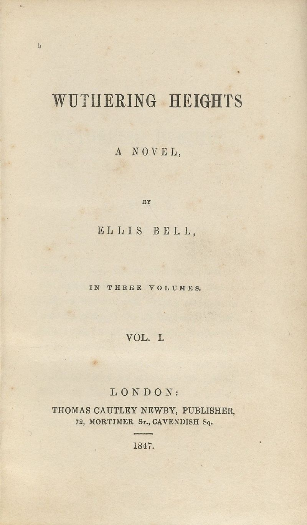 WUTHERING HEIGHTS
A NOVEL,
BY
ELLIS BELL,
IN THREE VOLUMES.
VOL. I.
LONDON:
THOMAS CAUTLEY NEWBY, PUBLISHER,
72, MORTIMER St., CAVENDISH Sq.
1847.